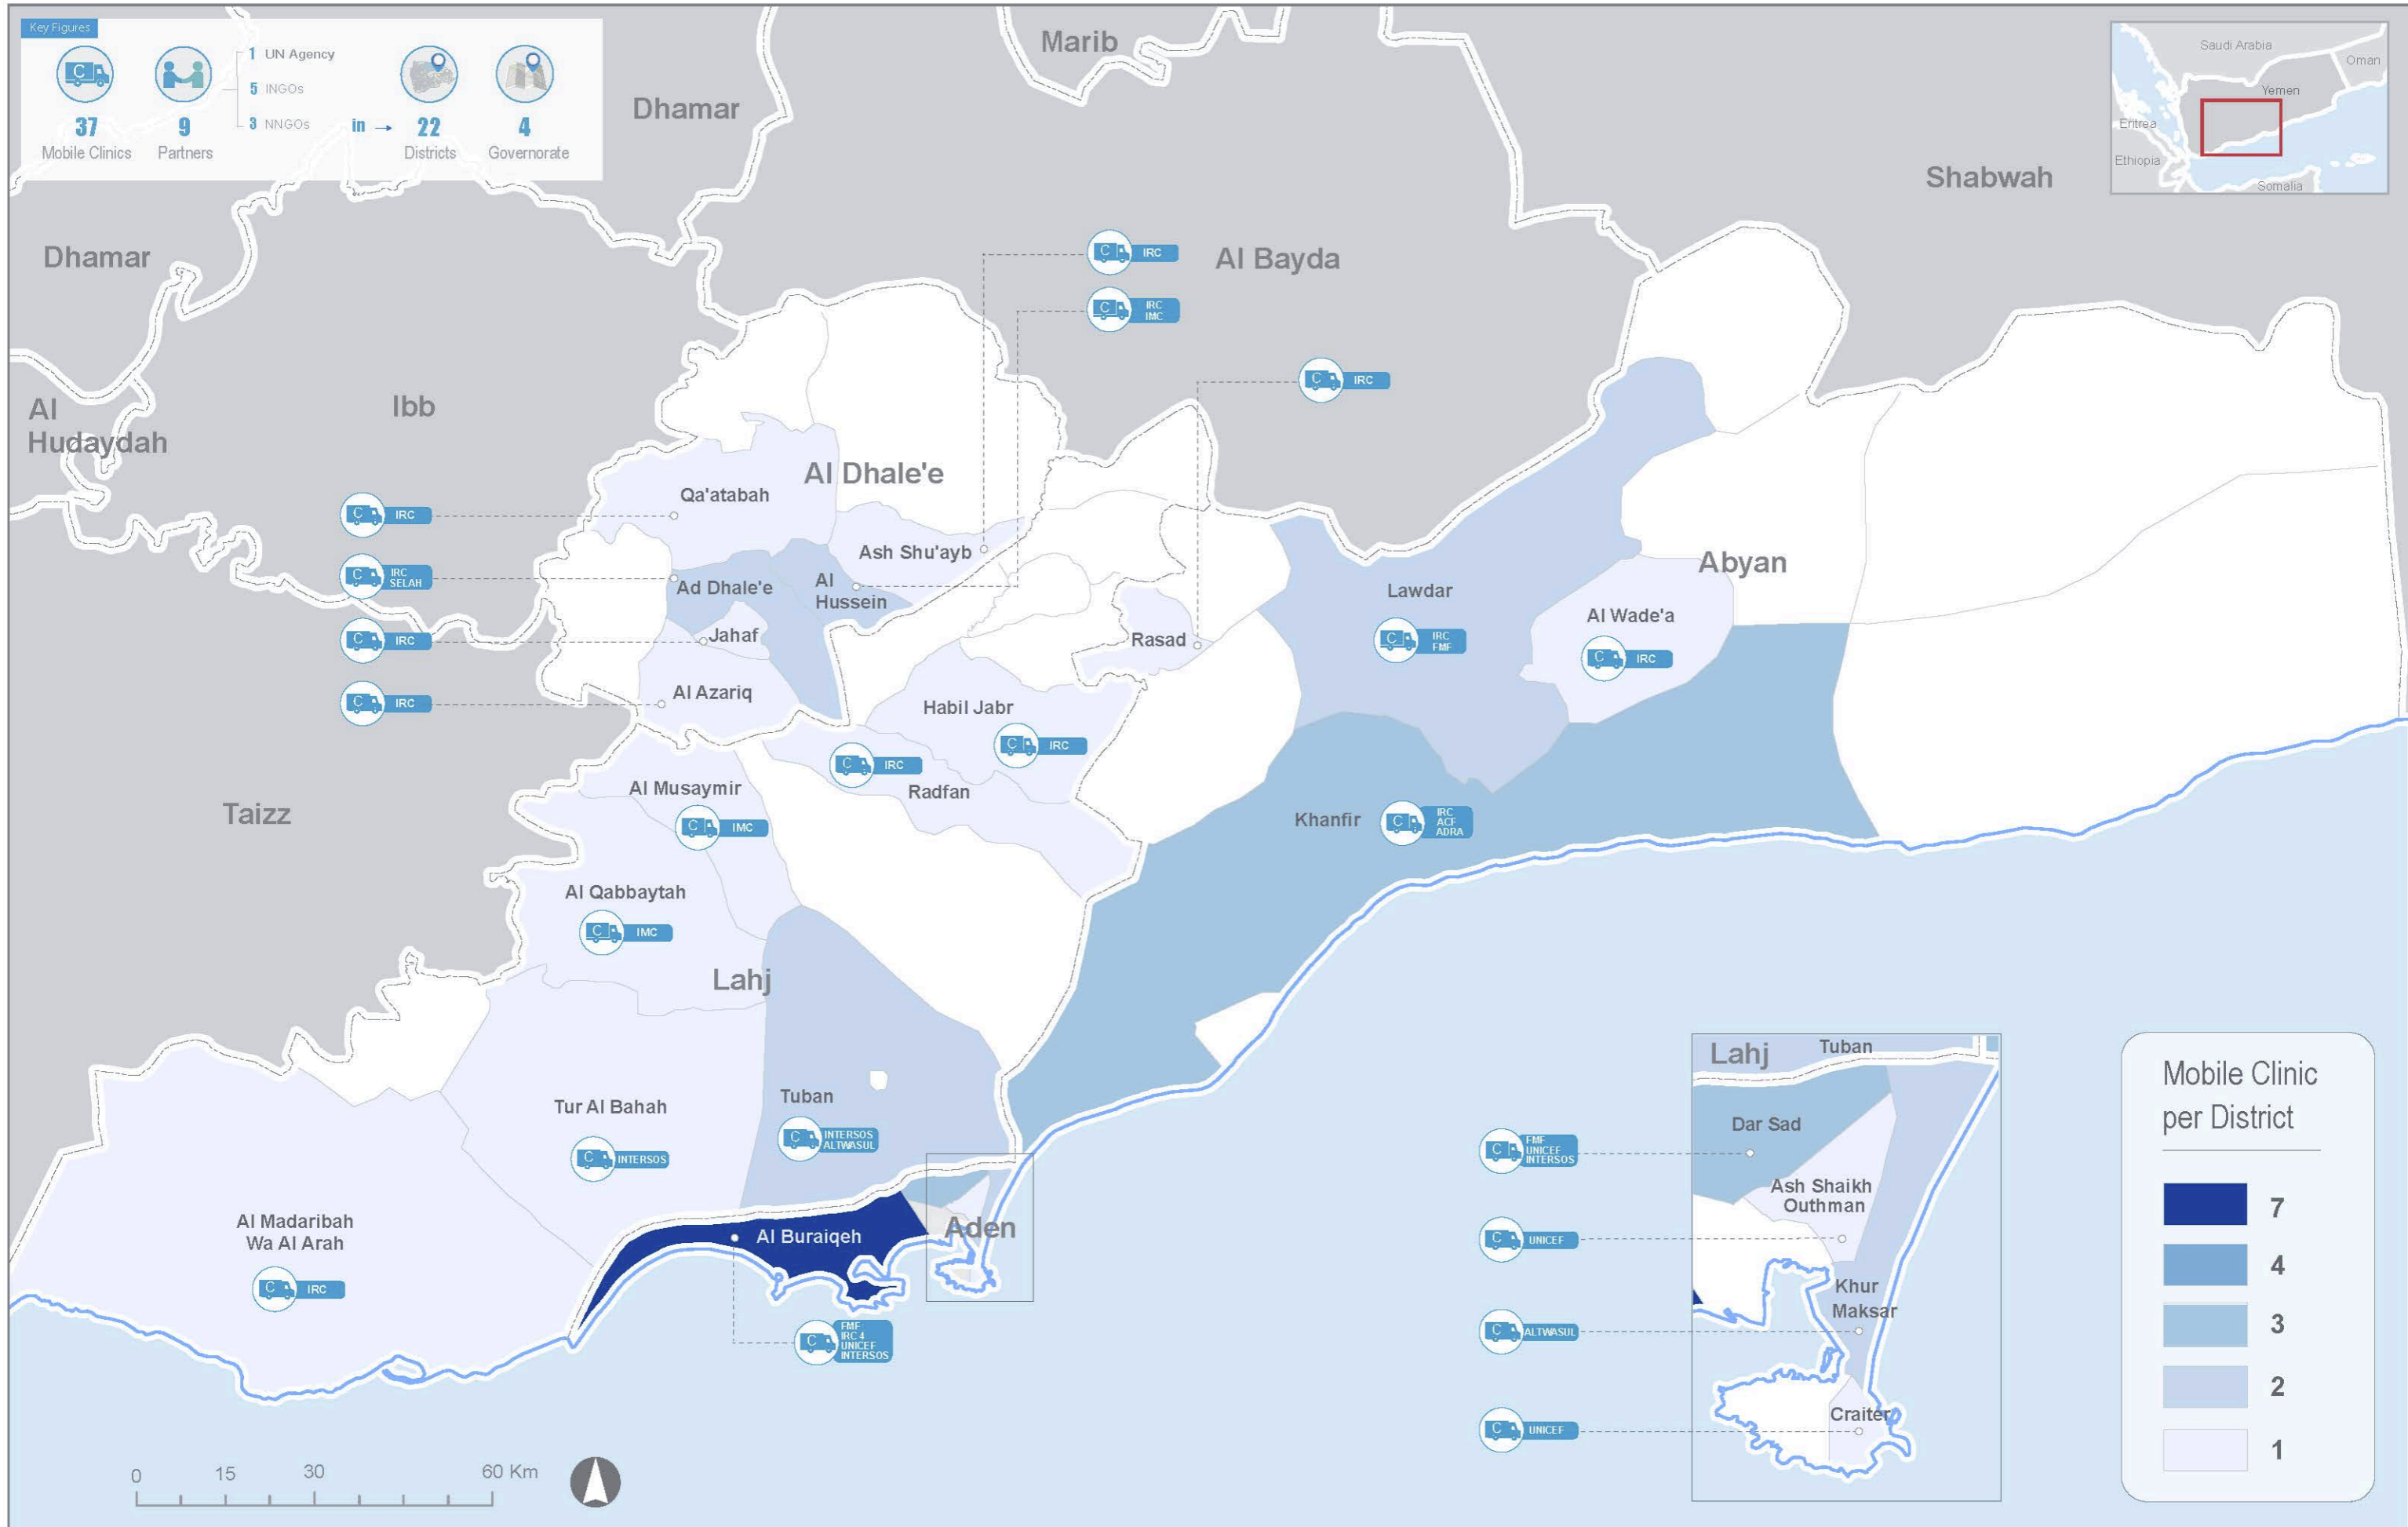 Key Figures
1 UN Agency
5 INGOs
3 NNGOs
in
37
Mobile Clinics
9
Partners
22
Districts
4
Governorate
Saudi Arabia
Oman
Yemen
Eritrea
Ethiopia
Somalia
Marib
Dhamar
Shabwah
Dhamar
Al Bayda
Al
Hudaydah
Ibb
Taizz
C IRC
C IRC
IMC
C IRC
Al Dhale'e
Qa'atabah
C IRC
Ash Shu'ayb
C IRC
SELAH
Ad Dhale'e
Al
Hussein
C IRC
Jahaf
C IRC
Al Azariq
Rasad
Abyan
Lawdar
C IRC
FMF
Al Wade'a
C IRC
Habil Jabr
C IRC
C IRC
Radfan
Al Musaymir
C IMC
Khanfir
C IRC
ACF
ADRA
Al Qabbaytah
C IMC
Lahj
Tur Al Bahah
C INTERSOS
Tuban
C INTERSOS
ALTWASUL
Al Madaribah
Wa Al Arah
C IRC
Al Buraiqeh
Aden
C FMF
IRC 4
UNICEF
INTERSOS
Lahj
Tuban
Dar Sad
C FMF
UNICEF
INTERSOS
Ash Shaikh
Outhman
C UNICEF
Khur
Maksar
C ALTWASUL
Craiter
C UNICEF
Mobile Clinic
per District
7
4
3
2
1
0 15 30 60 Km